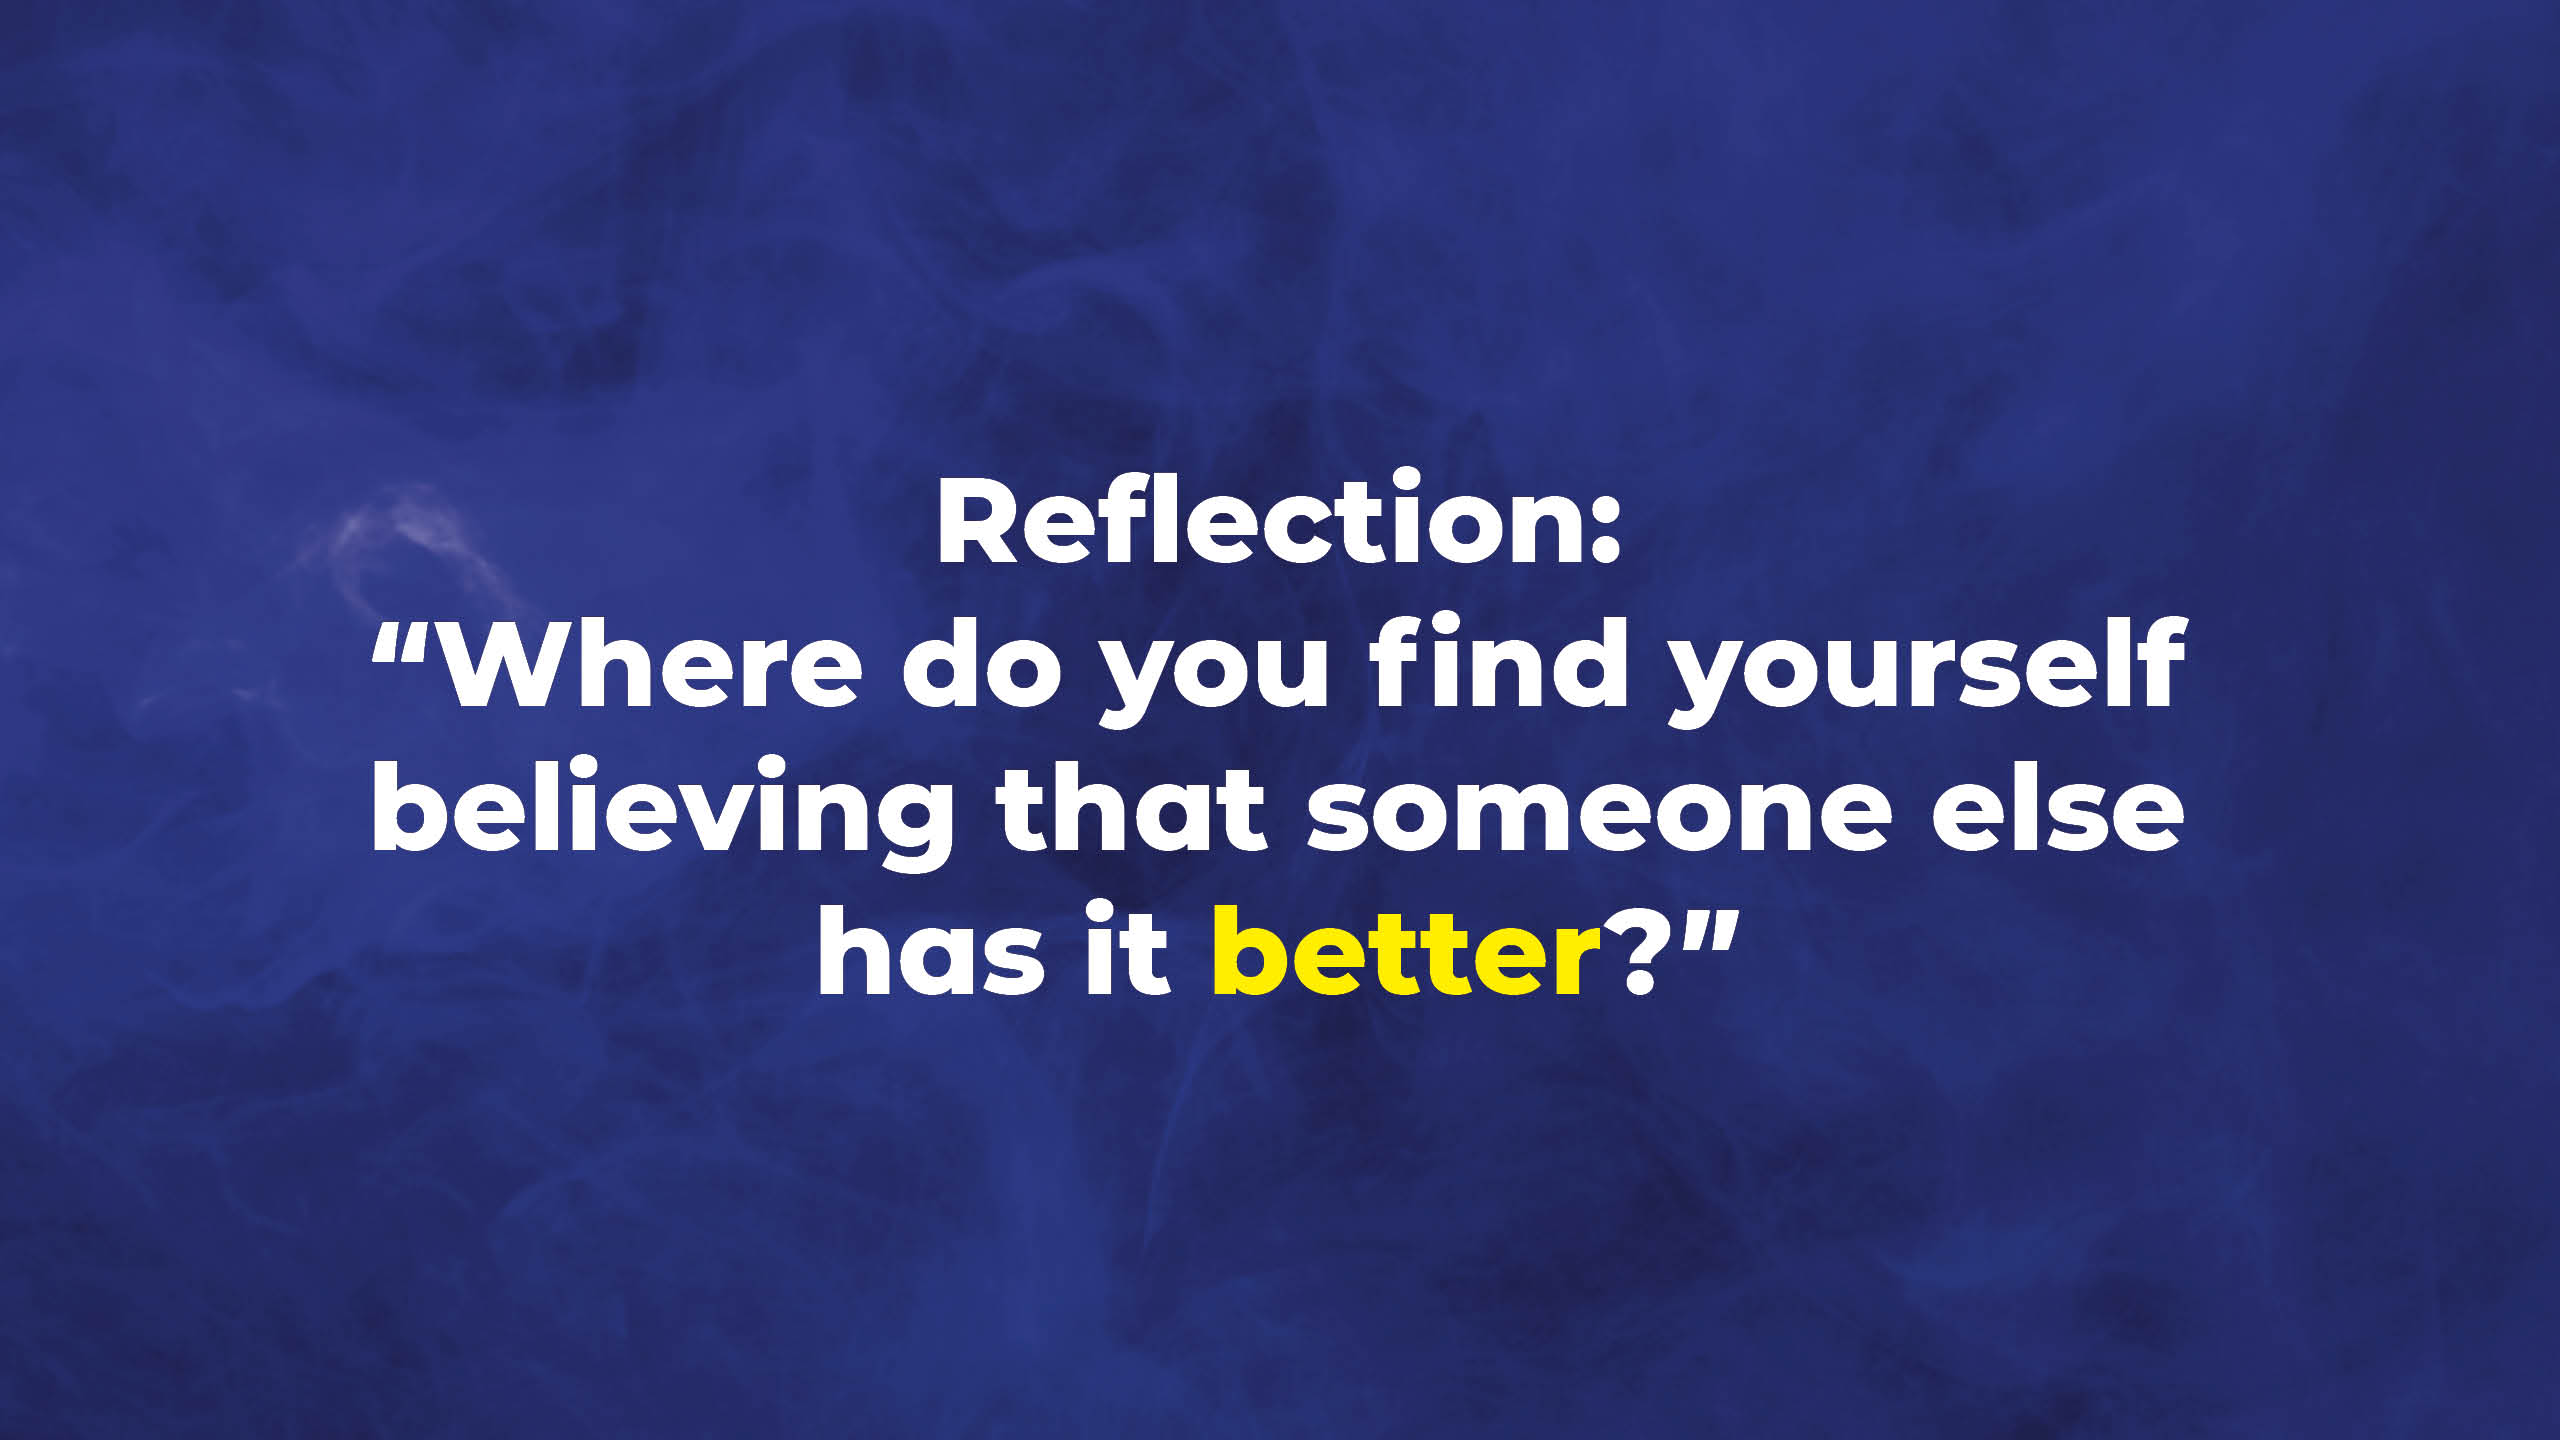 Reflection:
“Where do you find yourself
believing that someone else
has it better?”